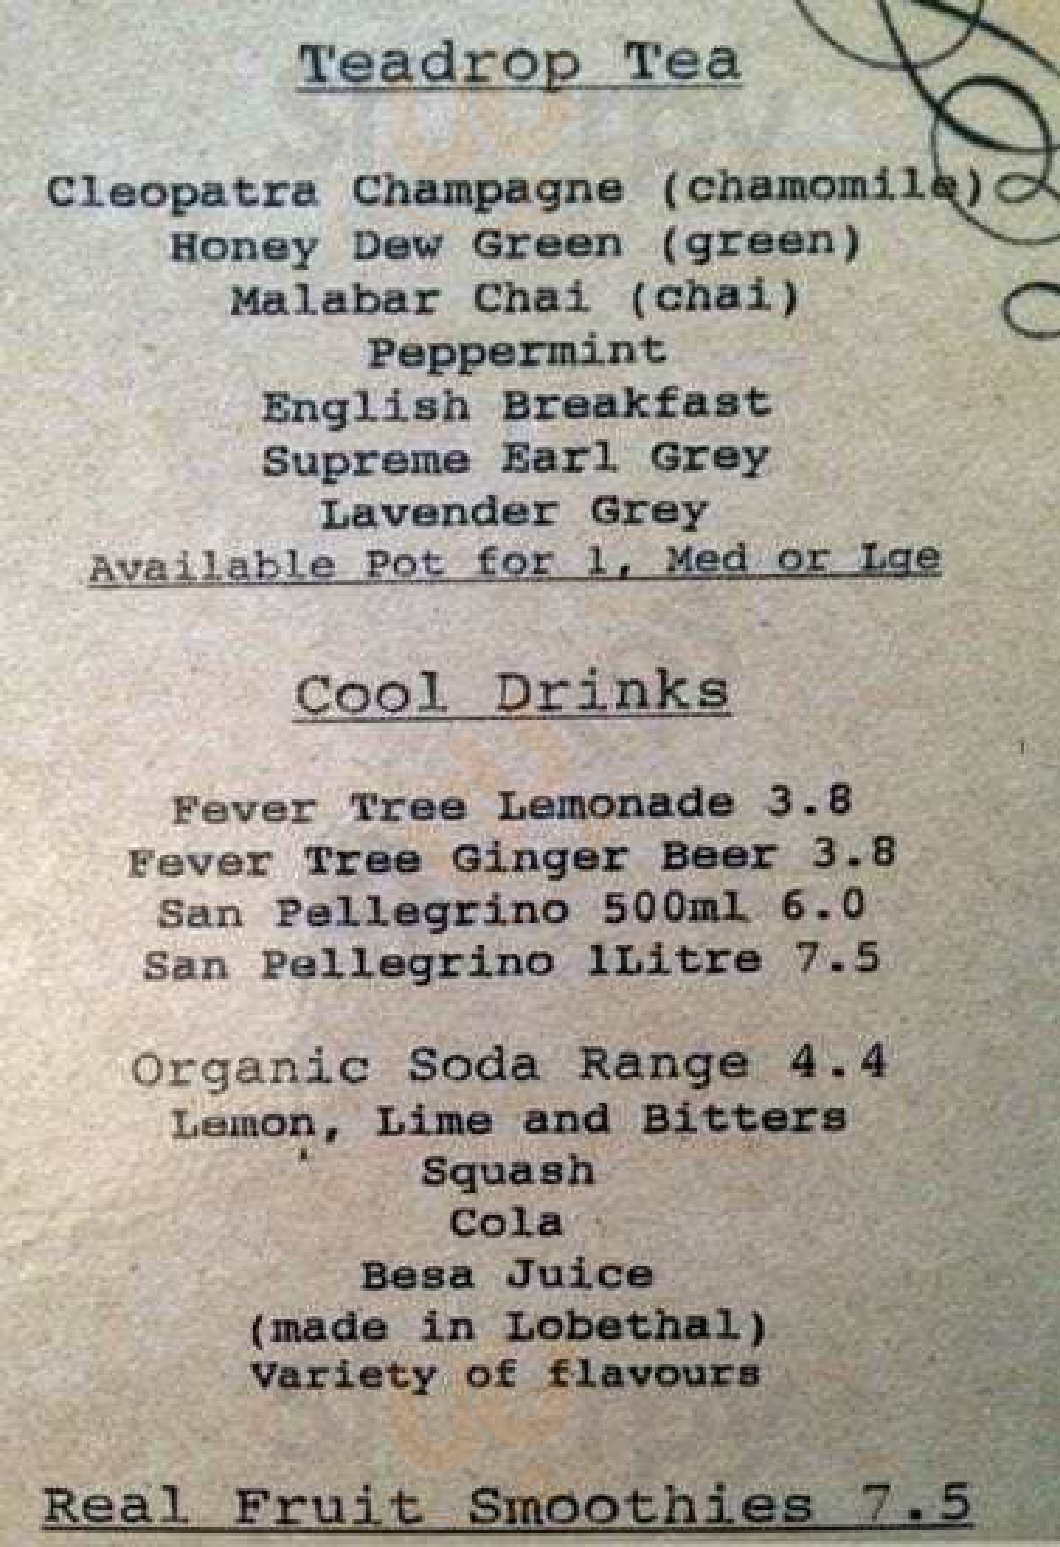 Teadrop Tea
Cleopatra Champagne (chamomile)
Honey Dew Green (green)
Malabar Chai (chai)
Peppermint
English Breakfast
Supreme Earl Grey
Lavender Grey
Available Pot for 1, Med or Lge
Cool Drinks
Fever Tree Lemonade 3.8
Fever Tree Ginger Beer 3.8
San Pellegrino 500ml 6.0
San Pellegrino 1Litre 7.5
Organic Soda Range 4.4
Lemon, Lime and Bitters
Squash
Cola
Besa Juice
(made in Lobethal)
Variety of flavours
Real Fruit Smoothies 7.5